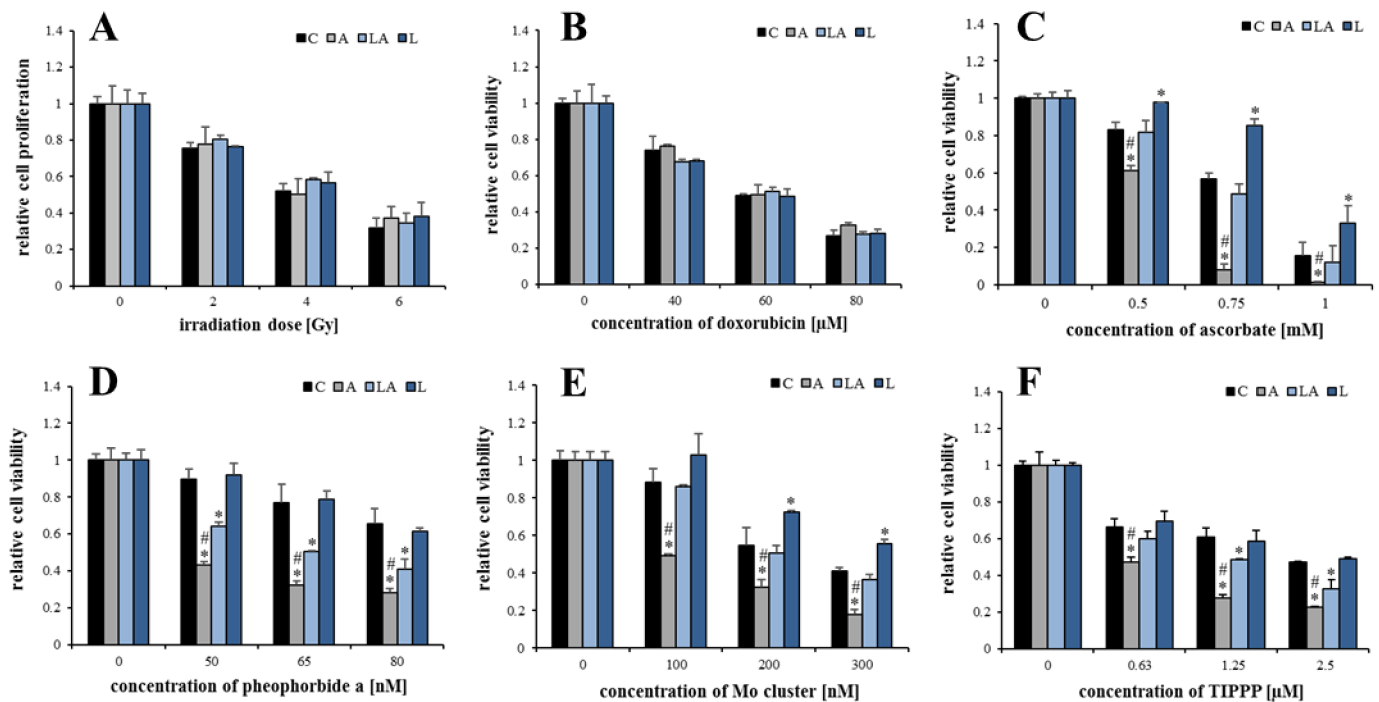 A
C A LA L
relative cell proliferation
1.4
1.2
1
0.8
0.6
0.4
0.2
0
0 2 4 6
irradiation dose [Gy]
B
C A LA L
relative cell viability
1.4
1.2
1
0.8
0.6
0.4
0.2
0
0 40 60 80
concentration of doxorubicin [µM]
C
C A LA L
relative cell viability
1.4
1.2
1
0.8
0.6
0.4
0.2
0
# * *
# * *
# * *
0 0.5 0.75 1
concentration of ascorbate [mM]
D
C A LA L
relative cell viability
1.4
1.2
1
0.8
0.6
0.4
0.2
0
# * *
# * *
# * *
0 50 65 80
concentration of pheophorbide a [nM]
E
C A LA L
relative cell viability
1.4
1.2
1
0.8
0.6
0.4
0.2
0
# *
# * *
# * *
0 100 200 300
concentration of Mo cluster [nM]
F
C A LA L
relative cell viability
1.4
1.2
1
0.8
0.6
0.4
0.2
0
# *
# * *
# * *
0 0.63 1.25 2.5
concentration of TIPPP [µM]